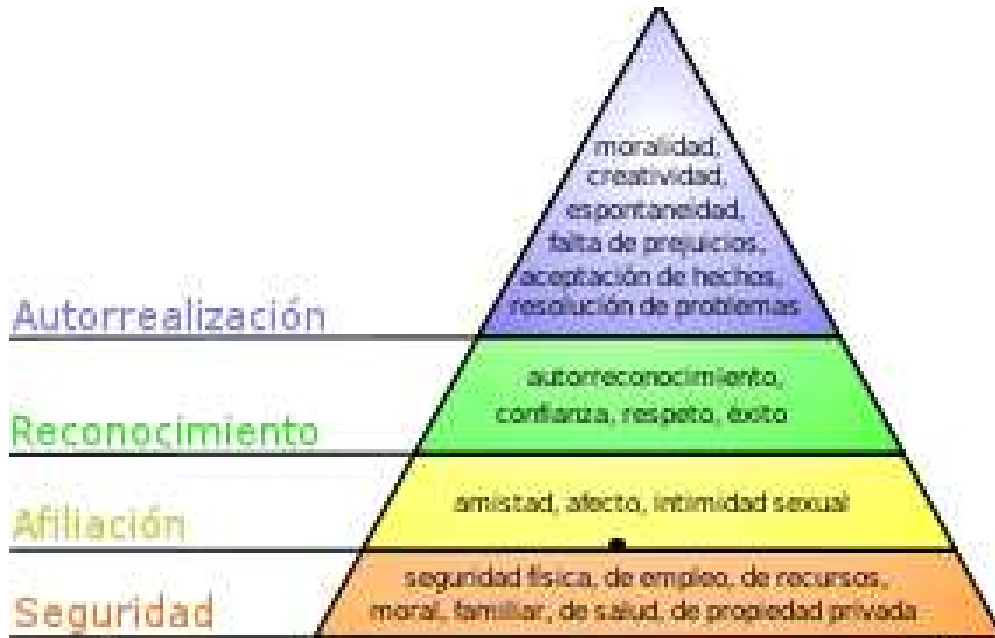 moralidad,
creatividad,
espontaneidad,
falta de prejuicios,
aceptación de hechos,
resolución de problemas
Autorrealización
autorreconocimiento,
confianza, respeto, éxito
Reconocimiento
amistad, afecto, intimidad sexual
Afiliación
seguridad física, de empleo, de recursos,
moral, familiar, de salud, de propiedad privada
Seguridad